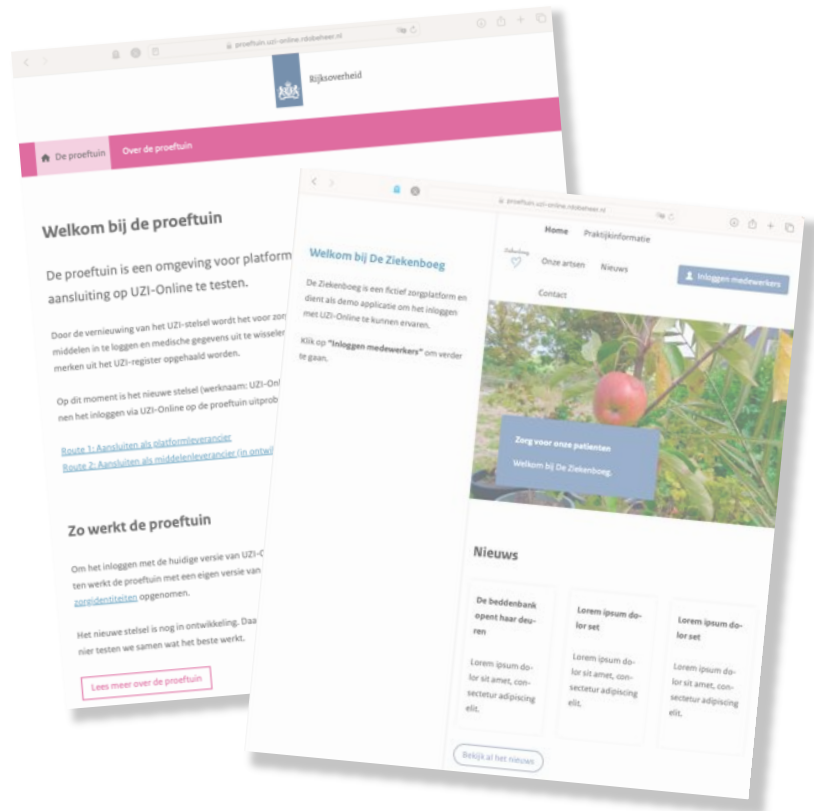 proeftuin.uzi-online.rdobeheer.nl
Rijksoverheid
De proeftuin
Over de proeftuin
Welkom bij de proeftuin
De proeftuin is een omgeving voor platform
aansluiting op UZI-Online te testen.
Door de vernieuwing van het UZI-stelsel wordt het voor zor
middelen in te loggen en medische gegevens uit te wisselen
merken uit het UZI-register opgehaald worden.
Op dit moment is het nieuwe stelsel (werknaam: UZI-Onl
nen het inloggen via UZI-Online op de proeftuin uitprob
Route 1: Aansluiten als platformleverancier
Route 2: Aansluiten als middelenleverancier (in ontwi
Zo werkt de proeftuin
Om het inloggen met de huidige versie van UZI-O
ten werkt de proeftuin met een eigen versie van
zorgidentiteiten opgenomen.
Het nieuwe stelsel is nog in ontwikkeling. Daa
nier testen we samen wat het beste werkt.
Lees meer over de proeftuin
proeftuin.uzi-online.rdobeheer.nl
Welkom bij De Ziekenboeg
De Ziekenboeg is een fictief zorgplatform en
dient als demo applicatie om het inloggen
met UZI-Online te kunnen ervaren.
Klik op "Inloggen medewerkers" om verder
te gaan.
Home Praktijkinformatie
Ziekenboeg
Onze artsen Nieuws
Contact
Inloggen medewerkers
Zorg voor onze patienten
Welkom bij De Ziekenboeg.
Nieuws
De beddenbank
opent haar deu-
ren
Lorem ipsum do-
lor sit amet, con-
sectetur adipiscing
elit.
Lorem ipsum do-
lor set
Lorem ipsum do-
lor sit amet, con-
sectetur adipiscing
elit.
Lorem ipsum do-
lor set
Lorem ipsum do-
lor sit amet, con-
sectetur adipiscing
elit.
Bekijk al het nieuws